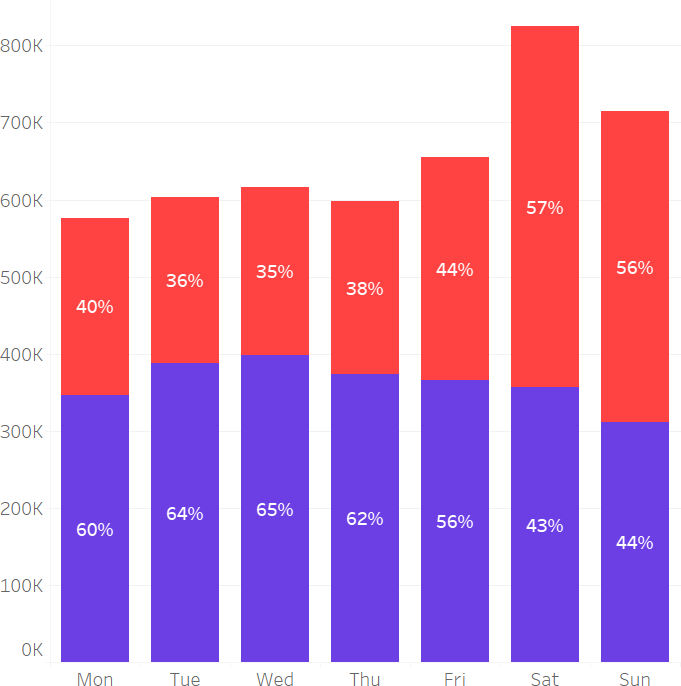 800K
700K
600K
500K
400K
300K
200K
100K
0K
40% 36% 35% 38% 44% 57% 56%
60% 64% 65% 62% 56% 43% 44%
Mon Tue Wed Thu Fri Sat Sun